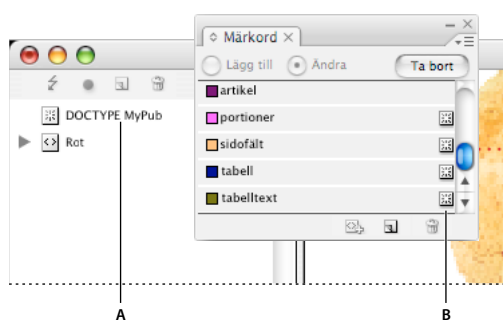 Märkord ×
Lägg till Ändra Ta bort
artikel
portioner
sidofält
tabell
tabelltext
DOCTYPE MyPub
Rot
A B